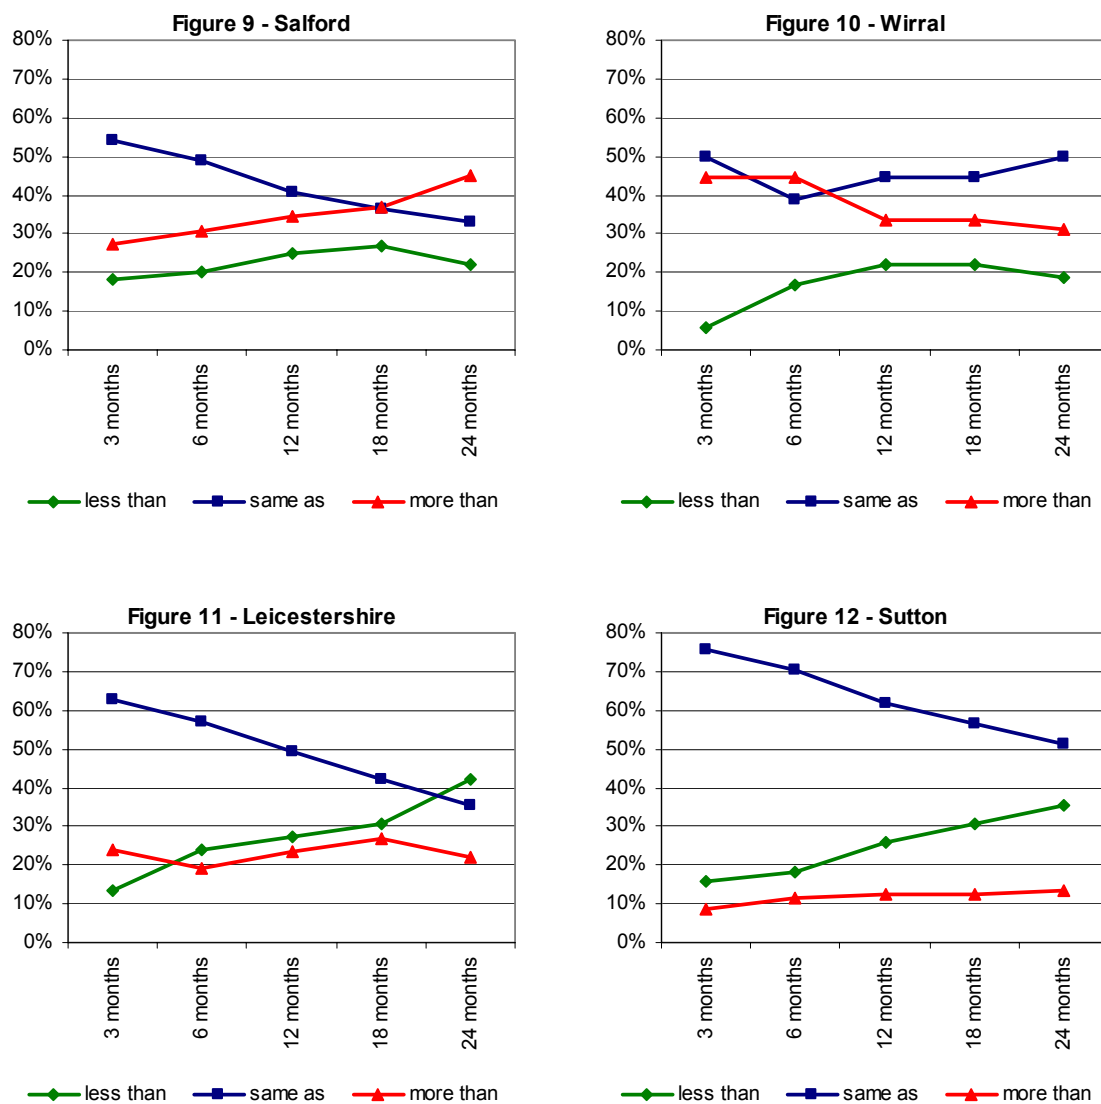 Figure 9 - Salford
80%
70%
60%
50%
40%
30%
20%
10%
0%
3 months
6 months
12 months
18 months
24 months
less than same as more than
Figure 10 - Wirral
80%
70%
60%
50%
40%
30%
20%
10%
0%
3 months
6 months
12 months
18 months
24 months
less than same as more than
Figure 11 - Leicestershire
80%
70%
60%
50%
40%
30%
20%
10%
0%
3 months
6 months
12 months
18 months
24 months
less than same as more than
Figure 12 - Sutton
80%
70%
60%
50%
40%
30%
20%
10%
0%
3 months
6 months
12 months
18 months
24 months
less than same as more than